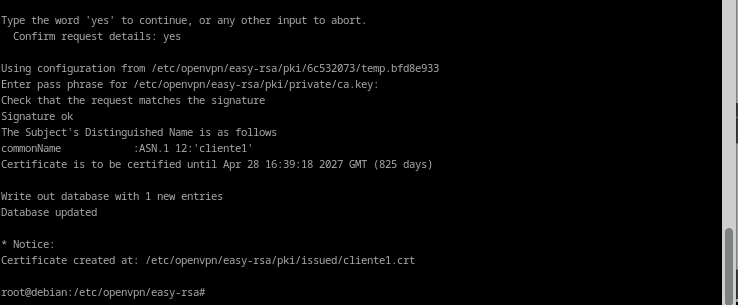 Type the word 'yes' to continue, or any other input to abort.
  Confirm request details: yes
Using configuration from /etc/openvpn/easy-rsa/pki/6c532073/temp.bfd8e933
Enter pass phrase for /etc/openvpn/easy-rsa/pki/private/ca.key:
Check that the request matches the signature
Signature ok
The Subject's Distinguished Name is as follows
commonName            :ASN.1 12:'cliente1'
Certificate is to be certified until Apr 28 16:39:18 2027 GMT (825 days)
Write out database with 1 new entries
Database updated
* Notice:
Certificate created at: /etc/openvpn/easy-rsa/pki/issued/cliente1.crt
root@debian:/etc/openvpn/easy-rsa#